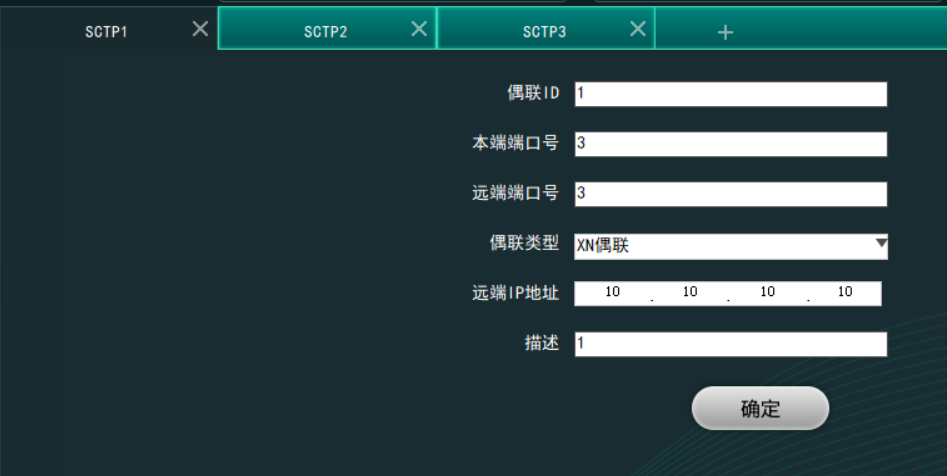 SCTP1 SCTP2 SCTP3 +
偶联ID 1
本端端口号 3
远端端口号 3
偶联类型 XN偶联
远端IP地址 10 . 10 . 10 . 10
描述 1
确定